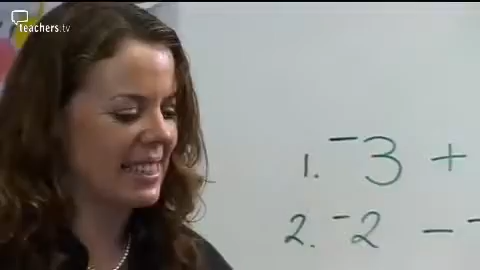 teachers.tv
1. ⁻3 +
2. ⁻2 − ⁻